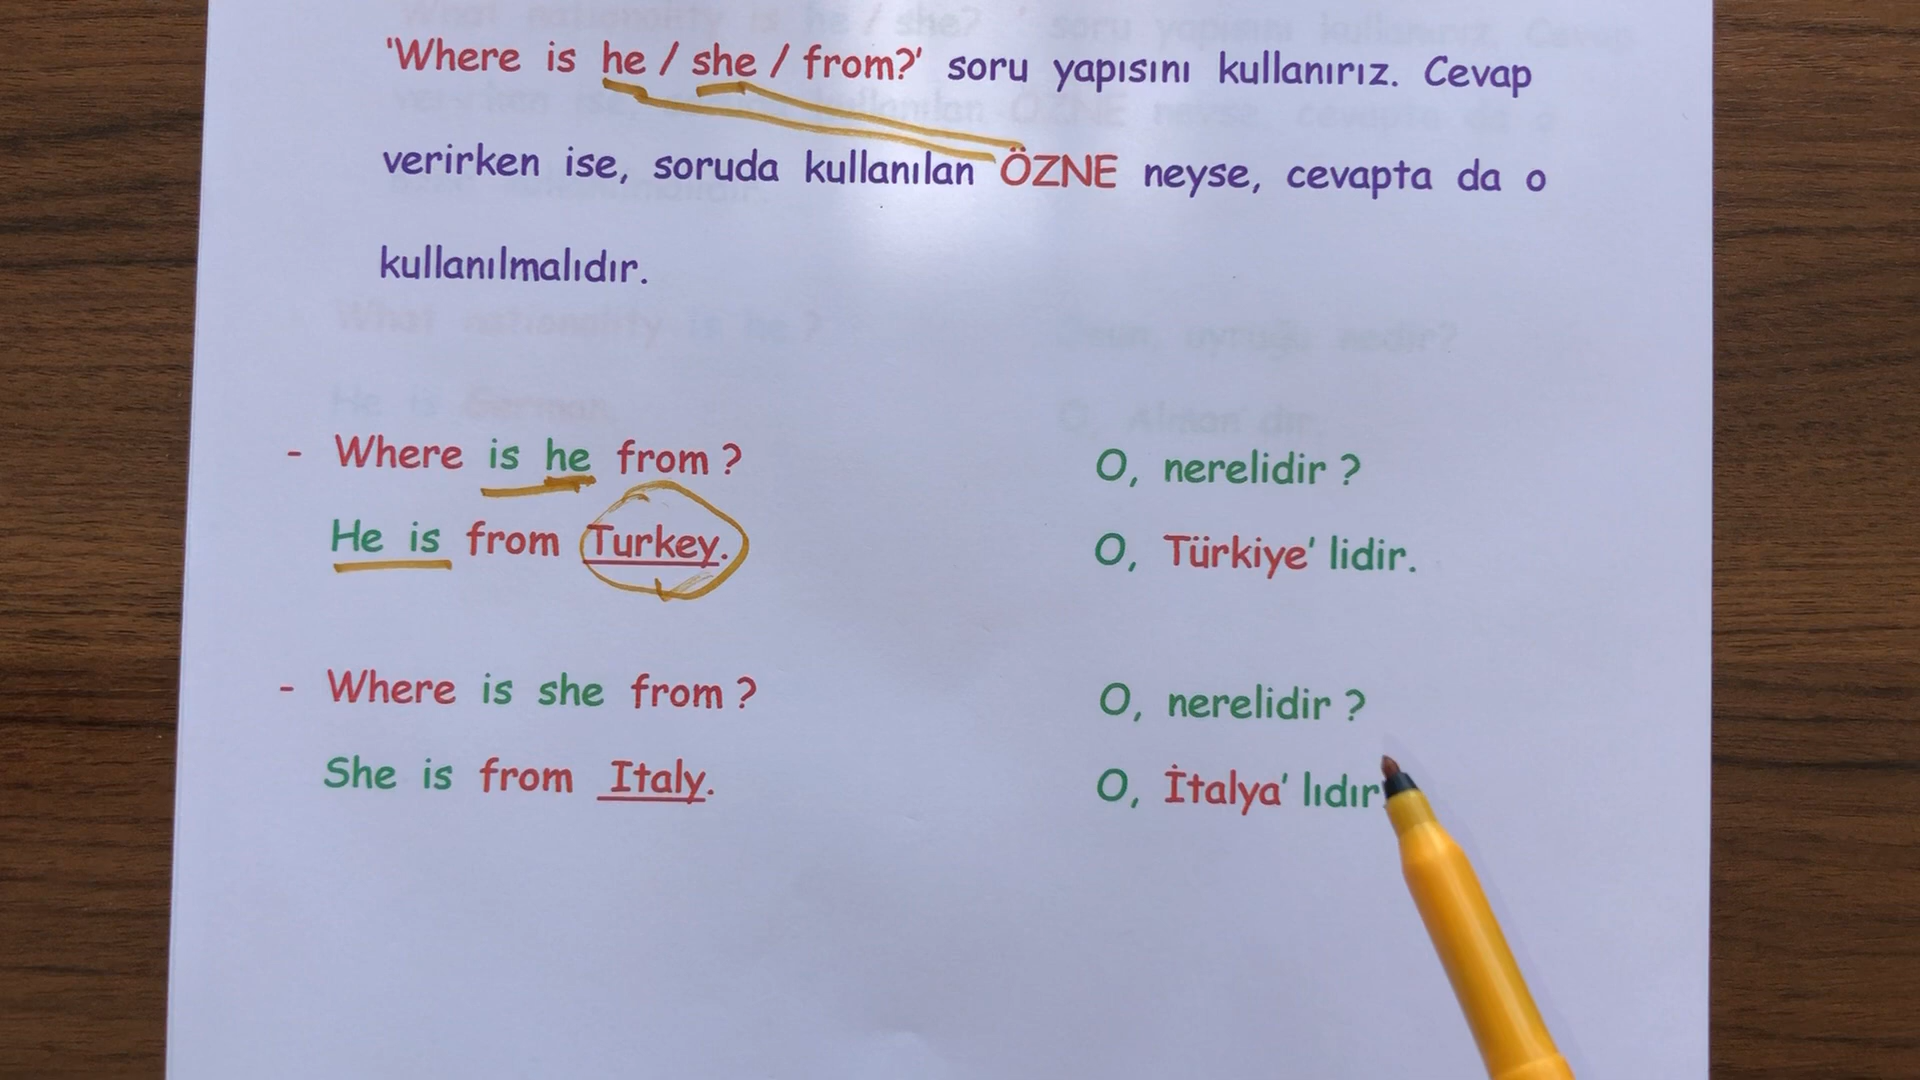 'Where is he / she / from?' soru yapısını kullanırız. Cevap
verirken ise, soruda kullanılan ÖZNE neyse, cevapta da o
kullanılmalıdır.
- Where is he from ? O, nerelidir ?
He is from Turkey. O, Türkiye' lidir.
- Where is she from ? O, nerelidir ?
She is from Italy. O, İtalya' lıdır